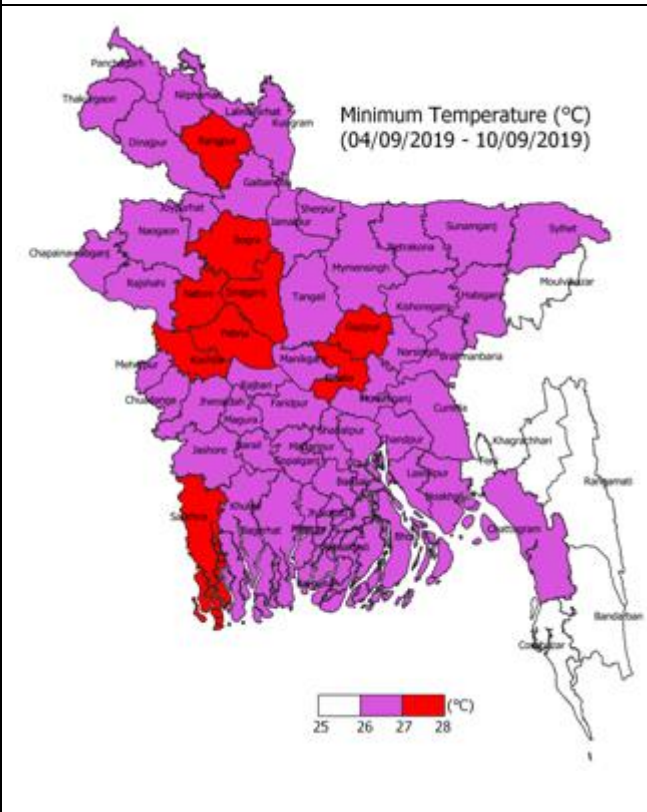 Panchagarh
Thakurgaon
Nilphamari
Lalmonirhat
Kurigram
Minimum Temperature (°C)
(04/09/2019 - 10/09/2019)
Dinajpur
Rangpur
Gaibandha
Joypurhat
Sherpur
Jamalpur
Naogaon
Bogra
Netrakona
Sunamganj
Sylhet
Chapainawabganj
Mymensingh
Moulvibazar
Rajshahi
Natore
Sirajganj
Tangail
Kishoreganj
Habiganj
Pabna
Gazipur
Narsingdi
Brahmanbaria
Meherpur
Kushtia
Manikganj
Dhaka
Chuadanga
Rajbari
Jhenaidah
Faridpur
Munshiganj
Cumilla
Magura
Shariatpur
Khagrachhari
Jashore
Narail
Madaripur
Chandpur
Feni
Gopalganj
Rangamati
Lakshmipur
Noakhali
Khulna
Satkhira
Bagerhat
Bhola
Chattogram
Bandarban
(°C)
25 26 27 28